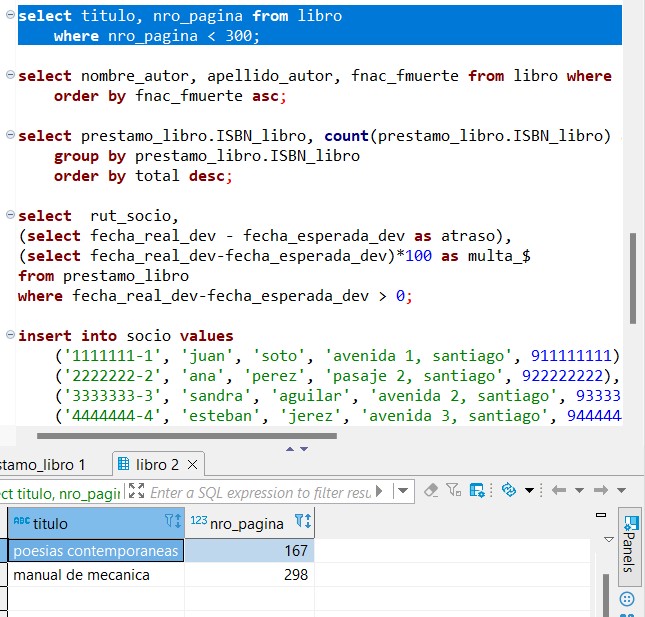 select titulo, nro_pagina from libro
where nro_pagina < 300;
select nombre_autor, apellido_autor, fnac_fmuerte from libro where
order by fnac_fmuerte asc;
select prestamo_libro.ISBN_libro, count(prestamo_libro.ISBN_libro)
group by prestamo_libro.ISBN_libro
order by total desc;
select rut_socio,
(select fecha_real_dev - fecha_esperada_dev as atraso),
(select fecha_real_dev-fecha_esperada_dev)*100 as multa_$
from prestamo_libro
where fecha_real_dev-fecha_esperada_dev > 0;
insert into socio values
('1111111-1', 'juan', 'soto', 'avenida 1, santiago', 911111111)
('2222222-2', 'ana', 'perez', 'pasaje 2, santiago', 922222222),
('3333333-3', 'sandra', 'aguilar', 'avenida 2, santiago', 93333
('4444444-4', 'esteban', 'jerez', 'avenida 3, santiago', 944444
stamo_libro 1 libro 2
ct titulo, nro_pagir Enter a SQL expression to filter resu
ABC titulo 123 nro_pagina
poesias contemporaneas 167
manual de mecanica 298
Panels